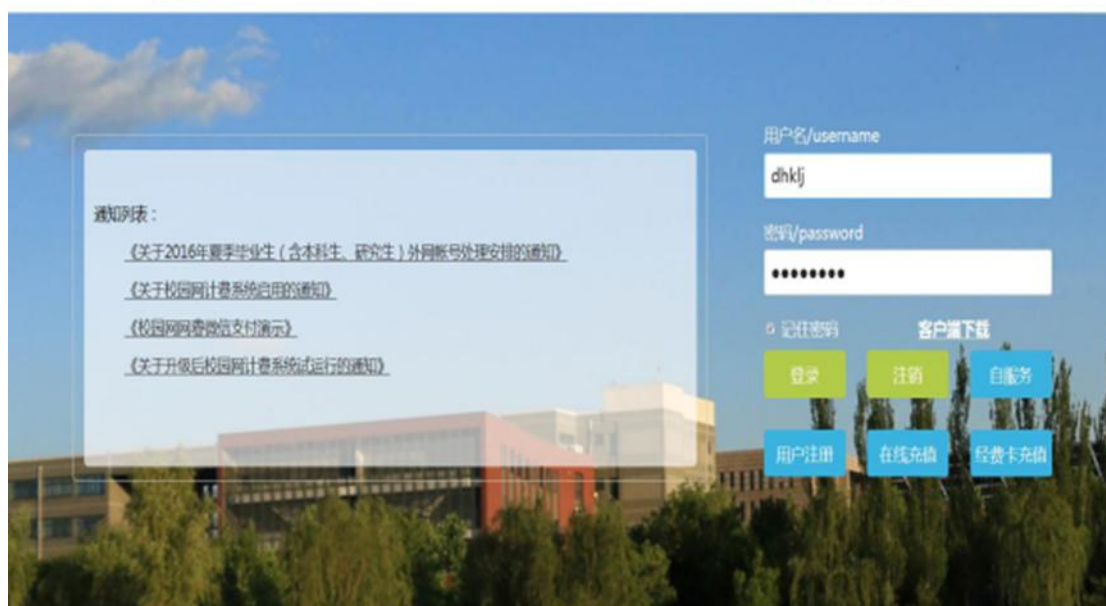 通知列表：
《关于2016年夏季毕业生（含本科生、研究生）外网帐号处理安排的通知》
《关于校园网计费系统启用的通知》
《校园网网费微信支付演示》
《关于升级后校园网计费系统试运行的通知》
用户名/username
dhklj
密码/password
••••••••
记住密码 客户端下载
登录 注销 自服务
用户注册 在线充值 经费卡充值